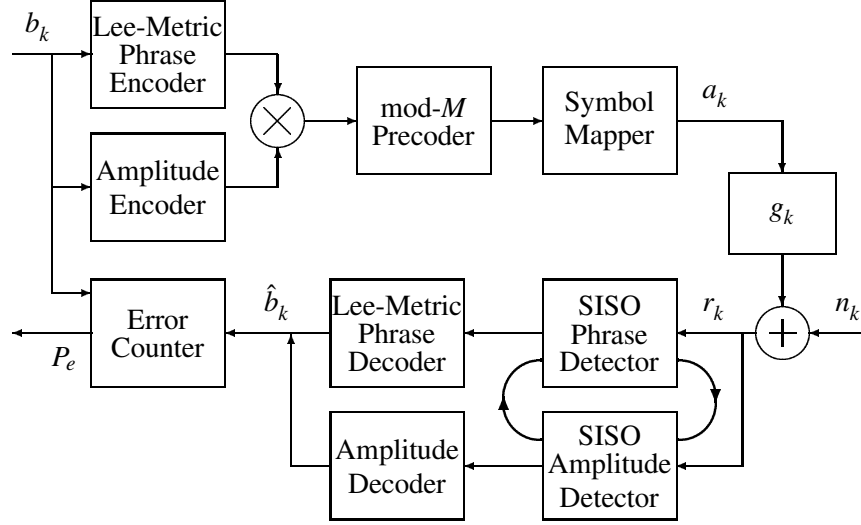 b_k
Lee-Metric
Phrase
Encoder
Amplitude
Encoder
mod-M
Precoder
Symbol
Mapper
a_k
g_k
n_k
r_k
SISO
Phrase
Detector
Lee-Metric
Phrase
Decoder
b̂_k
Error
Counter
P_e
Amplitude
Decoder
SISO
Amplitude
Detector